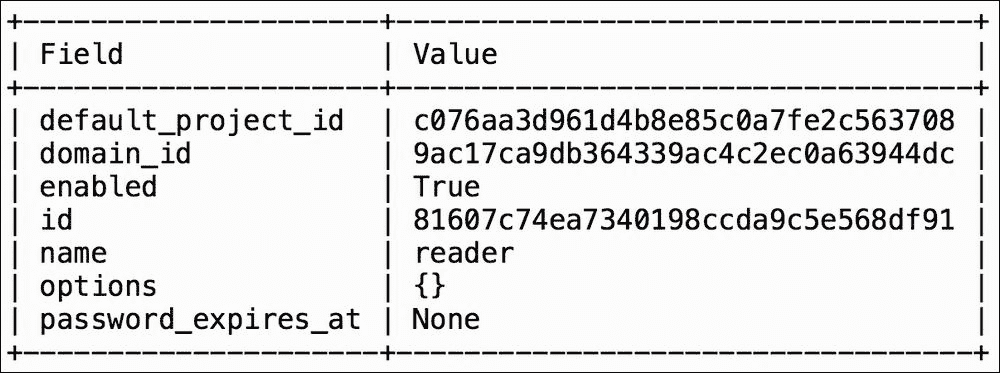 +---------------------+----------------------------------+
| Field               | Value                            |
+---------------------+----------------------------------+
| default_project_id  | c076aa3d961d4b8e85c0a7fe2c563708 |
| domain_id           | 9ac17ca9db364339ac4c2ec0a63944dc |
| enabled             | True                             |
| id                  | 81607c74ea7340198ccda9c5e568df91 |
| name                | reader                           |
| options             | {}                               |
| password_expires_at | None                             |
+---------------------+----------------------------------+